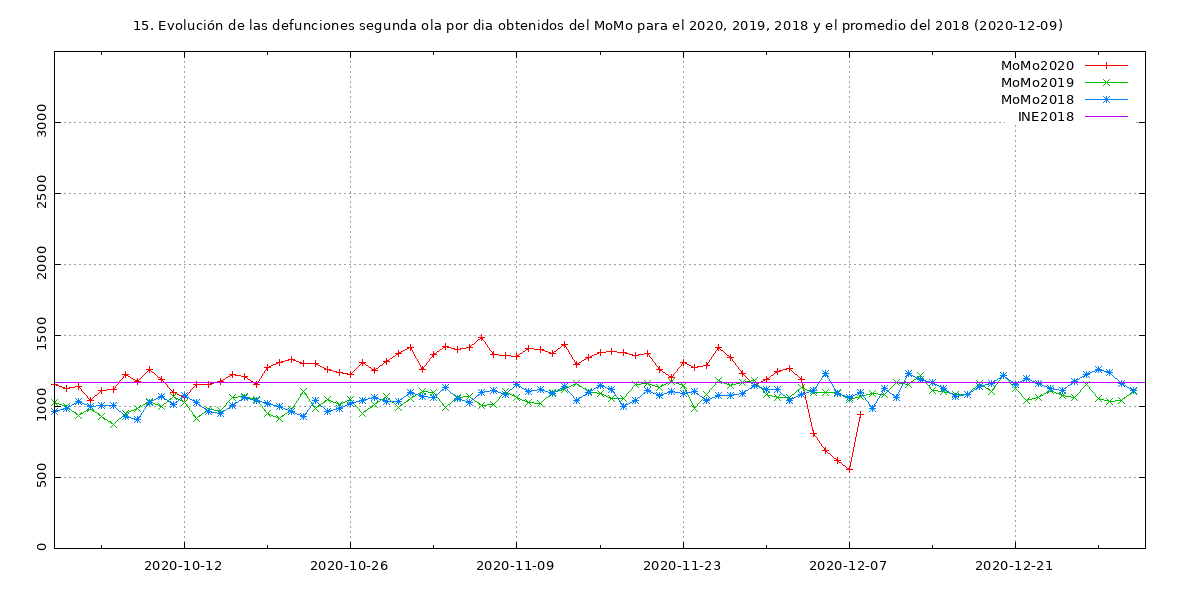 15. Evolución de las defunciones segunda ola por dia obtenidos del MoMo para el 2020, 2019, 2018 y el promedio del 2018 (2020-12-09)
MoMo2020
MoMo2019
MoMo2018
INE2018
3000
2500
2000
1500
1000
500
0
2020-10-12 2020-10-26 2020-11-09 2020-11-23 2020-12-07 2020-12-21